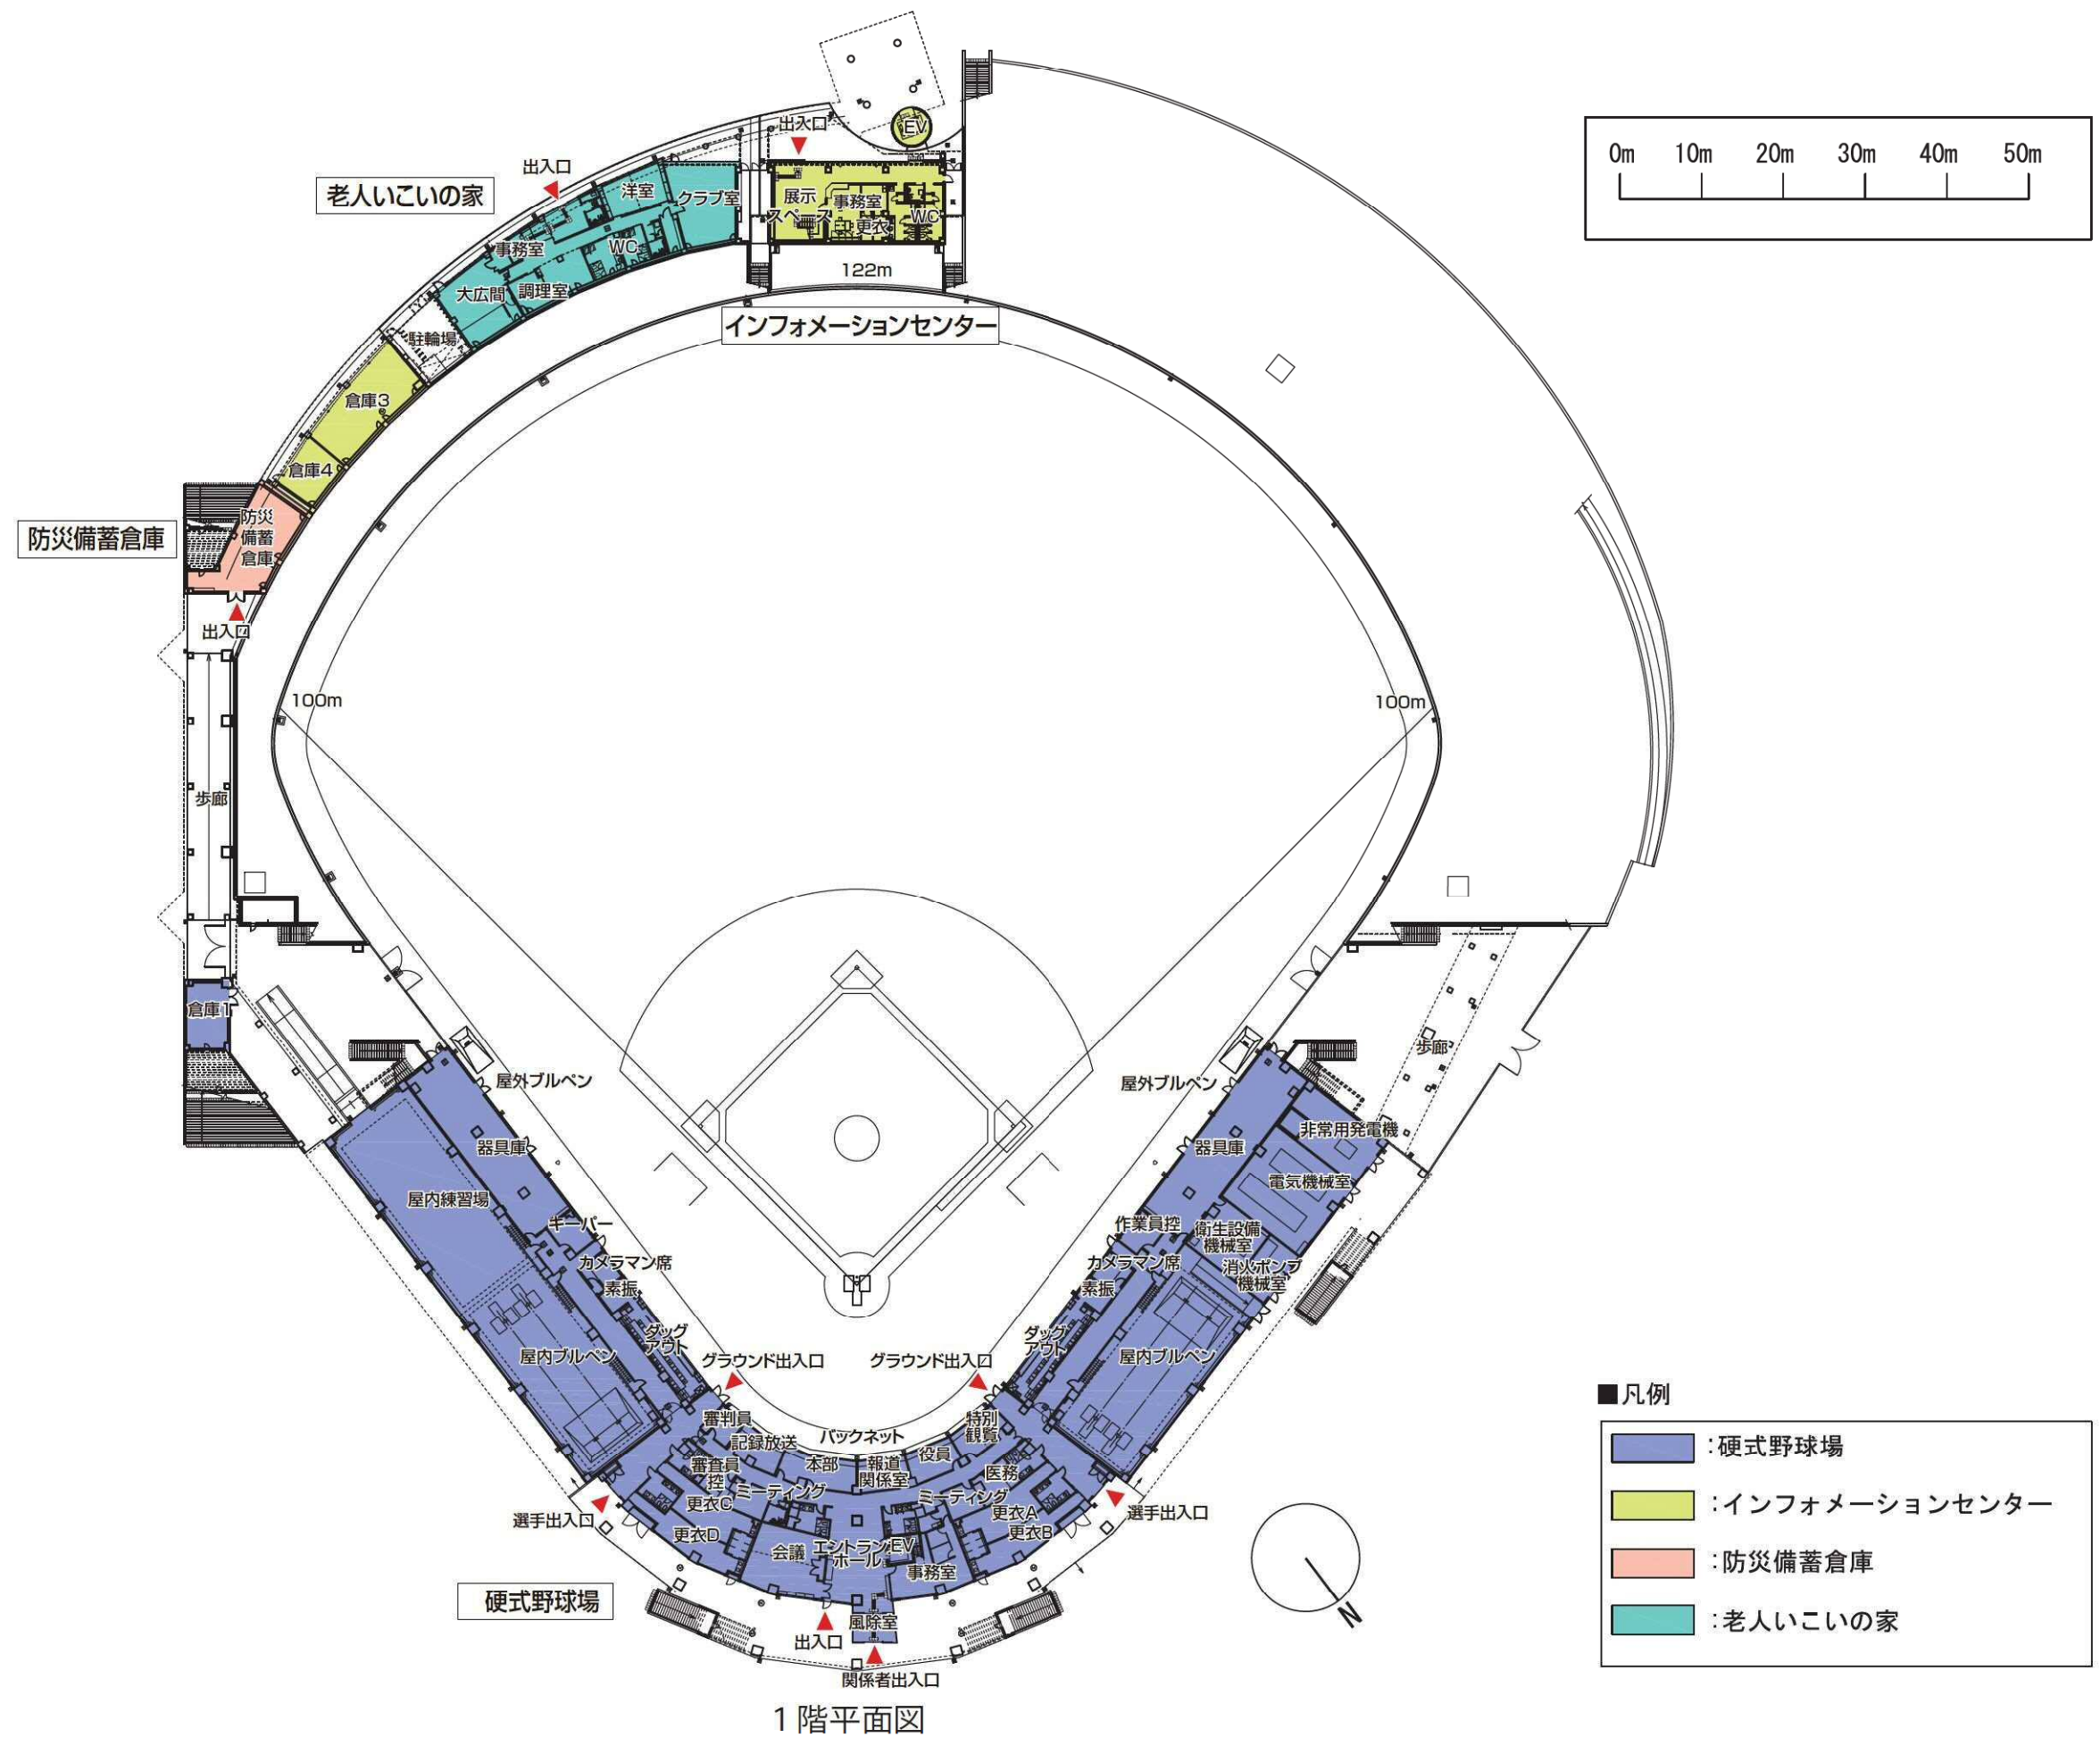 出入口
EV
0m 10m 20m 30m 40m 50m
出入口
老人いこいの家
洋室
クラブ室
展示
スペース
事務室
更衣
WC
事務室
WC
大広間
調理室
122m
インフォメーションセンター
駐輪場
倉庫3
倉庫4
防災備蓄倉庫
防災
備蓄
倉庫
出入口
100m
100m
歩廊
倉庫1
歩廊
屋外ブルペン
屋外ブルペン
器具庫
器具庫
非常用発電機
屋内練習場
電気機械室
キーパー
作業員控
衛生設備
機械室
カメラマン席
カメラマン席
消火ポンプ
機械室
素振
素振
ダッグ
アウト
ダッグ
アウト
屋内ブルペン
屋内ブルペン
グラウンド出入口
グラウンド出入口
審判員
記録放送
バックネット
特別
観覧
本部
報道
関係室
役員
審査員
控
医務
ミーティング
ミーティング
更衣C
更衣A
選手出入口
選手出入口
更衣D
更衣B
会議
エントランス
ホール
EV
事務室
硬式野球場
風除室
出入口
関係者出入口
N
1階平面図
■凡例
:硬式野球場
:インフォメーションセンター
:防災備蓄倉庫
:老人いこいの家